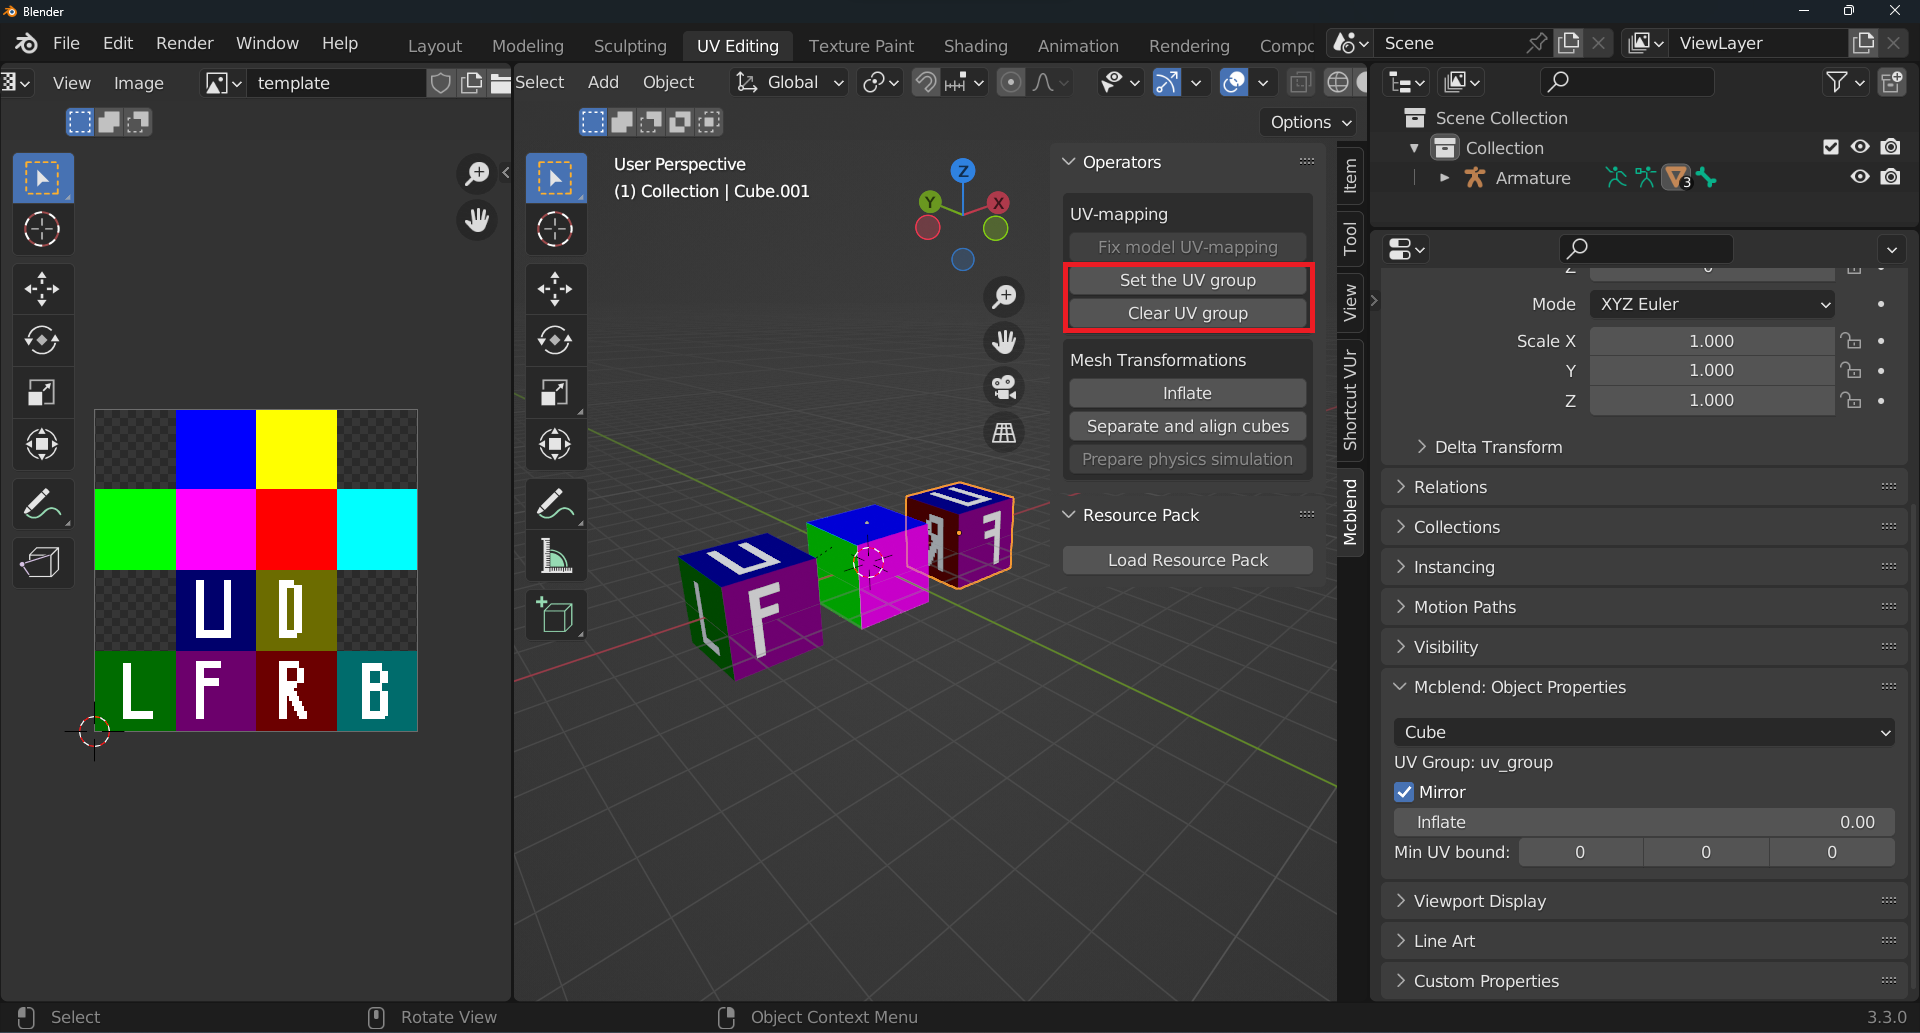 Blender
File Edit Render Window Help
Layout Modeling Sculpting UV Editing Texture Paint Shading Animation Rendering Compc
Scene
ViewLayer
View Image
template
Select Add Object
Global
Options
User Perspective
(1) Collection | Cube.001
Z
Y
X
Operators
UV-mapping
Fix model UV-mapping
Set the UV group
Clear UV group
Mesh Transformations
Inflate
Separate and align cubes
Prepare physics simulation
Resource Pack
Load Resource Pack
Item
Tool
View
Shortcut VUr
Mcblend
U D
L F R B
U
L F
U
R F
Scene Collection
Collection
Armature
3
Mode XYZ Euler
Scale X 1.000
Y 1.000
Z 1.000
Delta Transform
Relations
Collections
Instancing
Motion Paths
Visibility
Mcblend: Object Properties
Cube
UV Group: uv_group
Mirror
Inflate 0.00
Min UV bound: 0 0 0
Viewport Display
Line Art
Custom Properties
Select
Rotate View
Object Context Menu
3.3.0